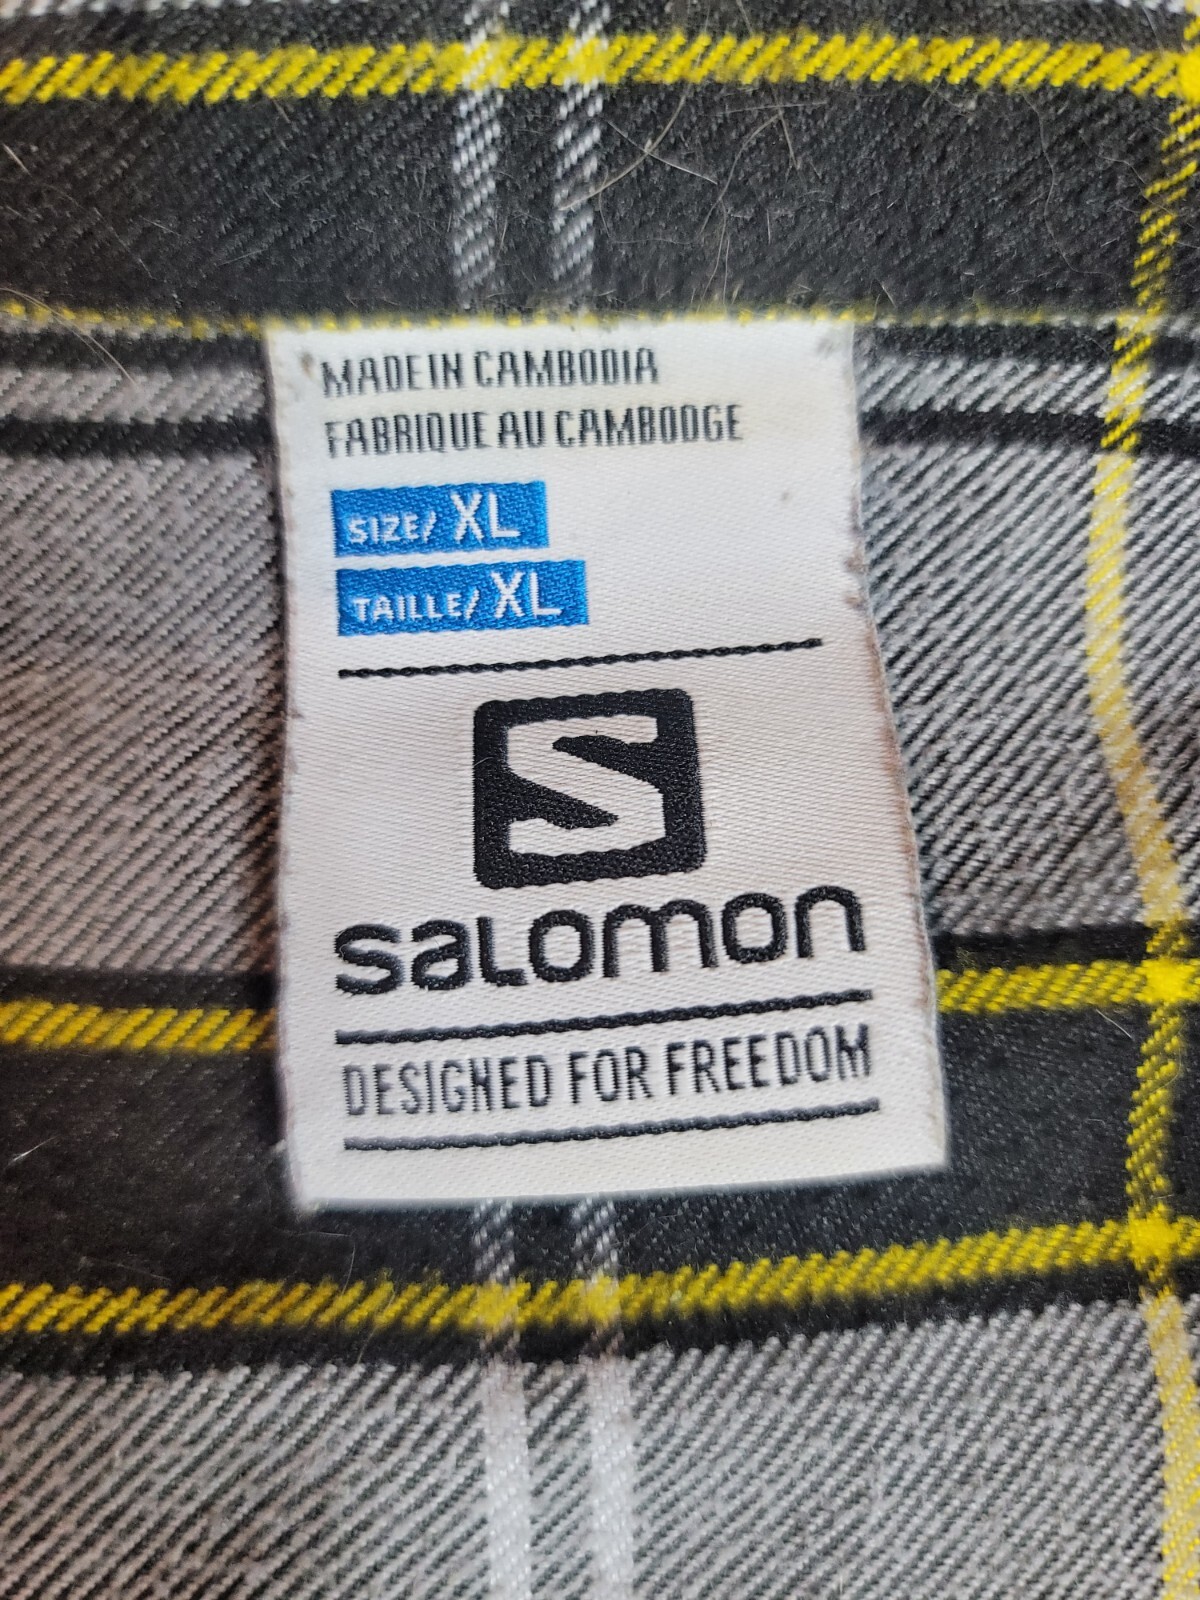 MADE IN CAMBODIA
FABRIQUE AU CAMBODGE
SIZE/ XL
TAILLE/ XL
S
salomon
DESIGNED FOR FREEDOM